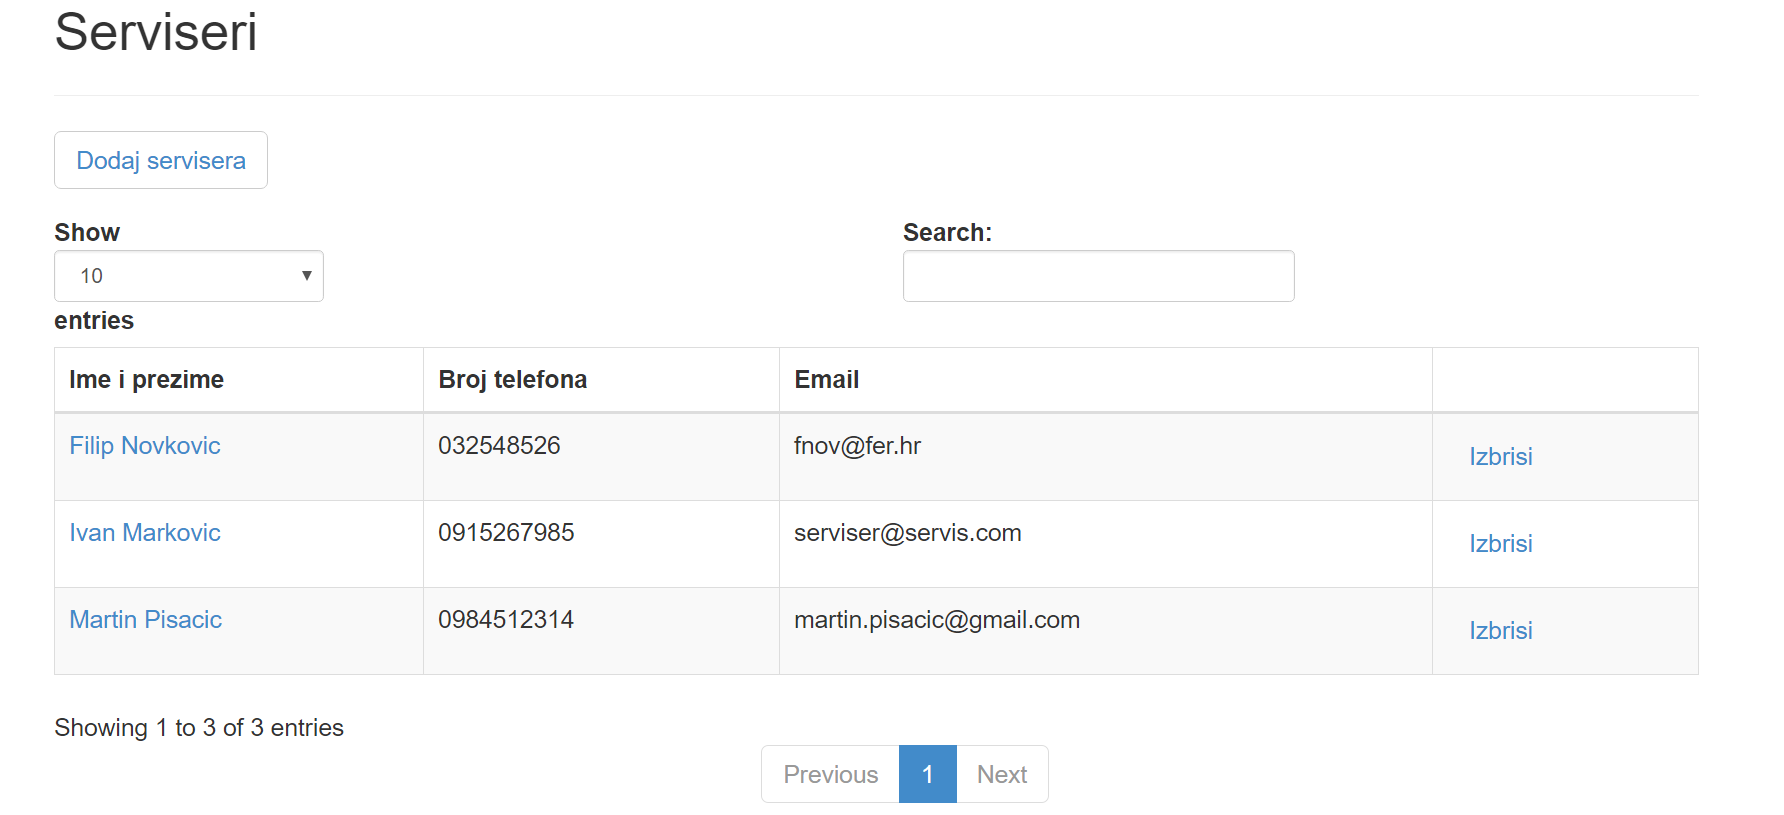 Serviseri
Dodaj servisera
Show
Search:
10
entries
Ime i prezime Broj telefona Email
Filip Novkovic 032548526 fnov@fer.hr Izbrisi
Ivan Markovic 0915267985 serviser@servis.com Izbrisi
Martin Pisacic 0984512314 martin.pisacic@gmail.com Izbrisi
Showing 1 to 3 of 3 entries
Previous 1 Next